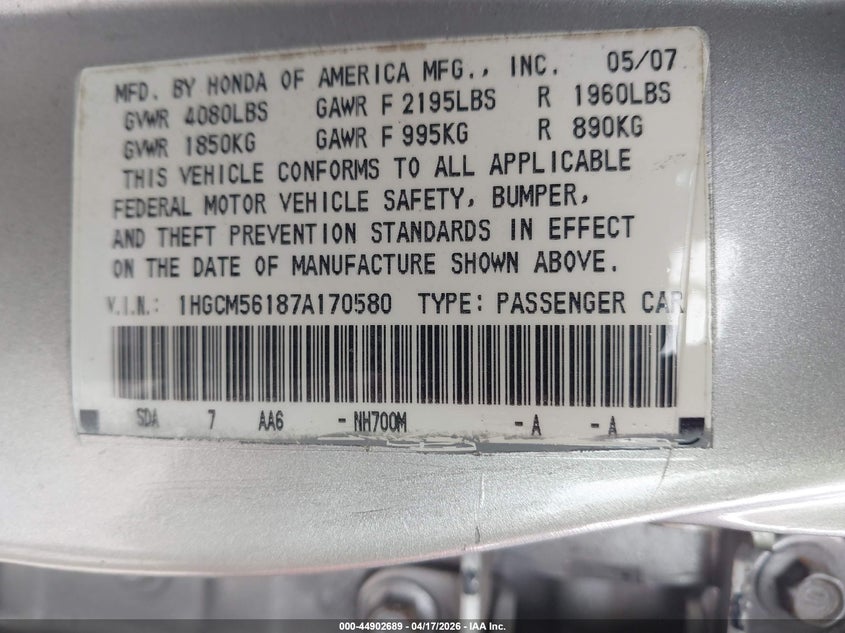 MFD. BY HONDA OF AMERICA MFG., INC. 05/07
GVWR 4080LBS GAWR F 2195LBS R 1960LBS
GVWR 1850KG GAWR F 995KG R 890KG
THIS VEHICLE CONFORMS TO ALL APPLICABLE
FEDERAL MOTOR VEHICLE SAFETY, BUMPER,
AND THEFT PREVENTION STANDARDS IN EFFECT
ON THE DATE OF MANUFACTURE SHOWN ABOVE.
V.I.N.: 1HGCM56187A170580 TYPE: PASSENGER CAR
SDA 7 AA6 - NH700M - A - A
000-44902689 - 04/17/2026 - IAA Inc.